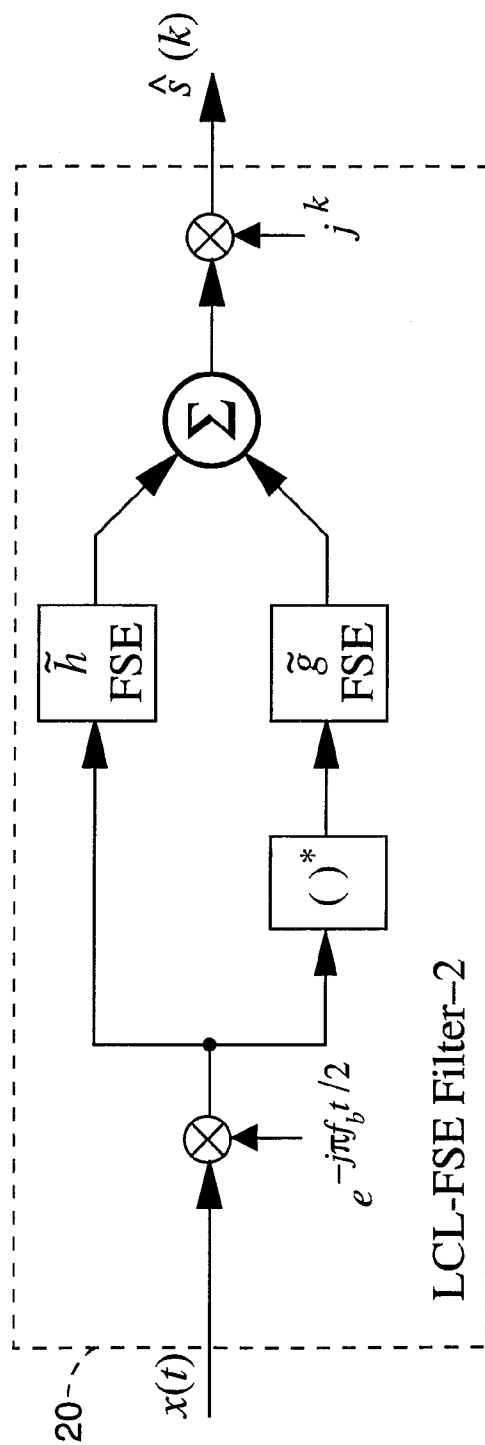 20
x(t)
e^{-jπf_b t/2}
h̃
FSE
( )*
g̃
FSE
Σ
j^k
ŝ (k)
LCL-FSE Filter–2